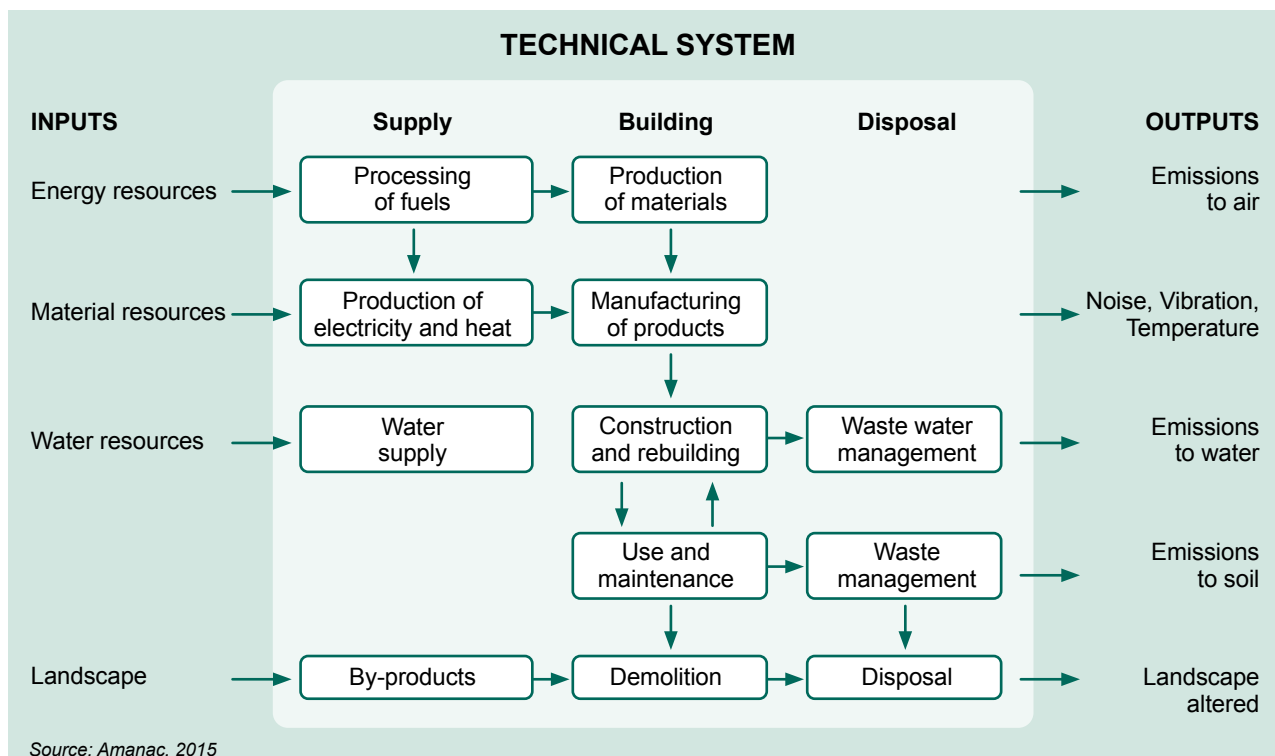 TECHNICAL SYSTEM
INPUTS
Supply
Building
Disposal
OUTPUTS
Energy resources
Processing
of fuels
Production
of materials
Emissions
to air
Material resources
Production of
electricity and heat
Manufacturing
of products
Noise, Vibration,
Temperature
Water resources
Water
supply
Construction
and rebuilding
Waste water
management
Emissions
to water
Use and
maintenance
Waste
management
Emissions
to soil
Landscape
By-products
Demolition
Disposal
Landscape
altered
Source: Amanac, 2015